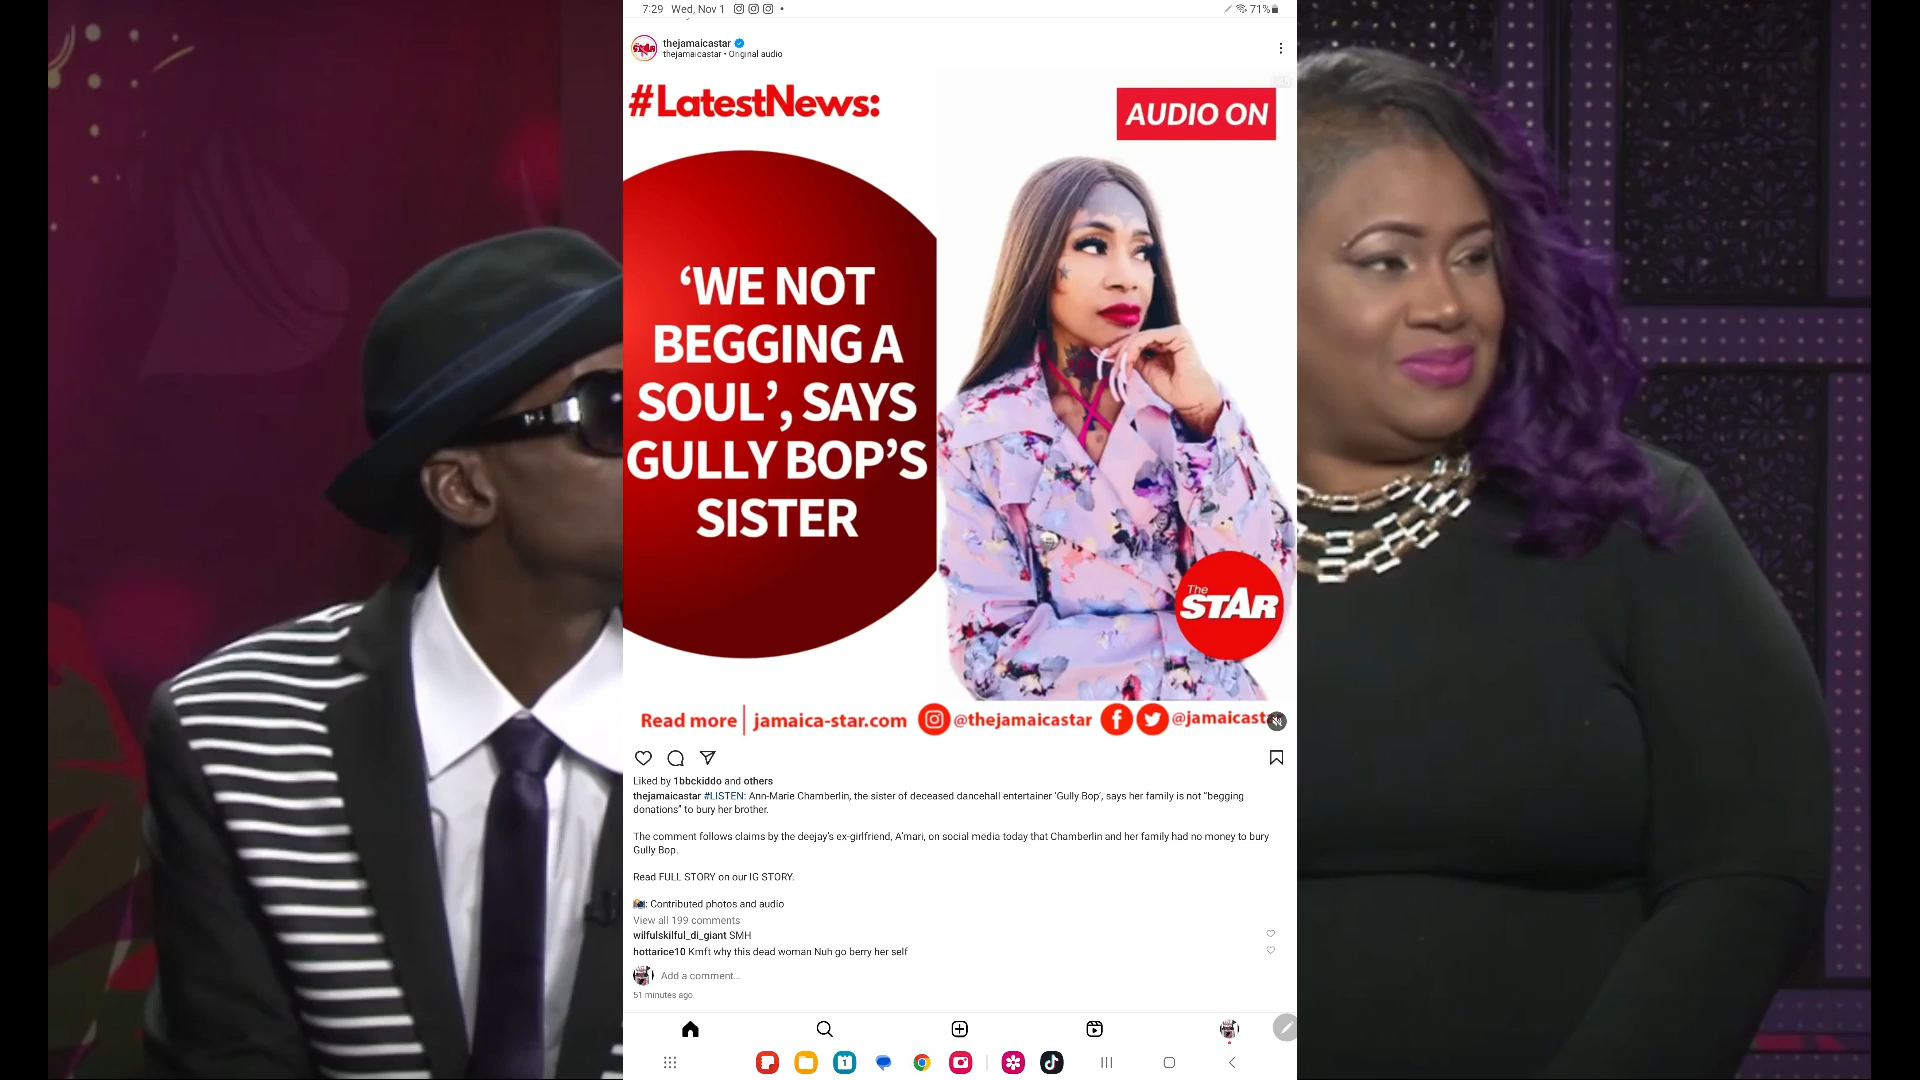 7:29 Wed, Nov 1
71%
thejamaicastar
thejamaicastar • Original audio
#LatestNews:
AUDIO ON
‘WE NOT
BEGGING A
SOUL’, SAYS
GULLY BOP’S
SISTER
The
STAR
Read more | jamaica-star.com @thejamaicastar @jamaicast
Liked by 1bbckiddo and others
thejamaicastar #LISTEN: Ann-Marie Chamberlin, the sister of deceased dancehall entertainer ‘Gully Bop’, says her family is not “begging
donations” to bury her brother.
The comment follows claims by the deejay’s ex-girlfriend, A’mari, on social media today that Chamberlin and her family had no money to bury
Gully Bop.
Read FULL STORY on our IG STORY.
📸: Contributed photos and audio
View all 199 comments
wilfulskilful_di_giant SMH
hottarice10 Kmft why this dead woman Nuh go berry her self
Add a comment...
51 minutes ago
1